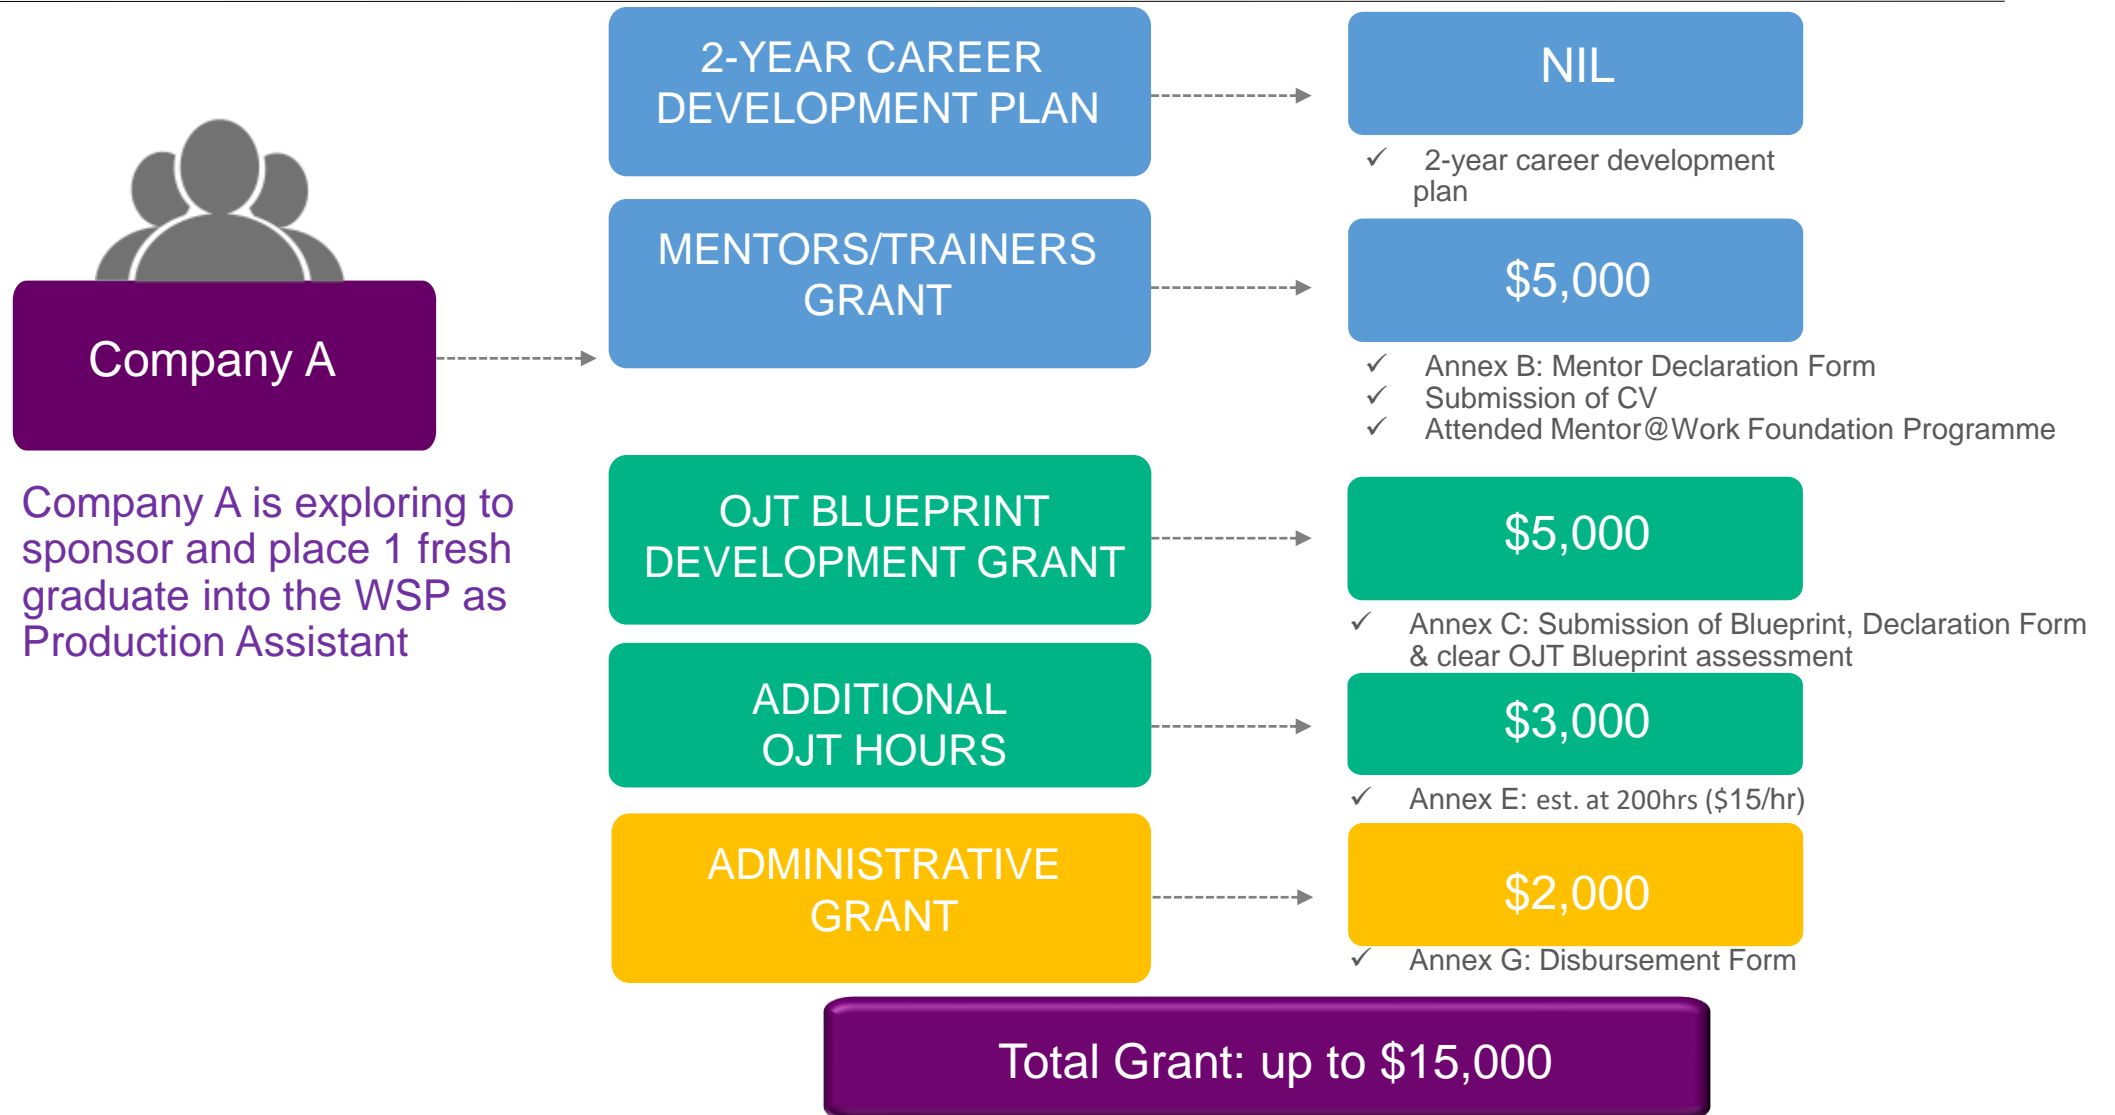 2-YEAR CAREER
DEVELOPMENT PLAN
NIL
✓ 2-year career development
plan
MENTORS/TRAINERS
GRANT
$5,000
✓ Annex B: Mentor Declaration Form
✓ Submission of CV
✓ Attended Mentor@Work Foundation Programme
Company A
Company A is exploring to
sponsor and place 1 fresh
graduate into the WSP as
Production Assistant
OJT BLUEPRINT
DEVELOPMENT GRANT
$5,000
✓ Annex C: Submission of Blueprint, Declaration Form
& clear OJT Blueprint assessment
ADDITIONAL
OJT HOURS
$3,000
✓ Annex E: est. at 200hrs ($15/hr)
ADMINISTRATIVE
GRANT
$2,000
✓ Annex G: Disbursement Form
Total Grant: up to $15,000